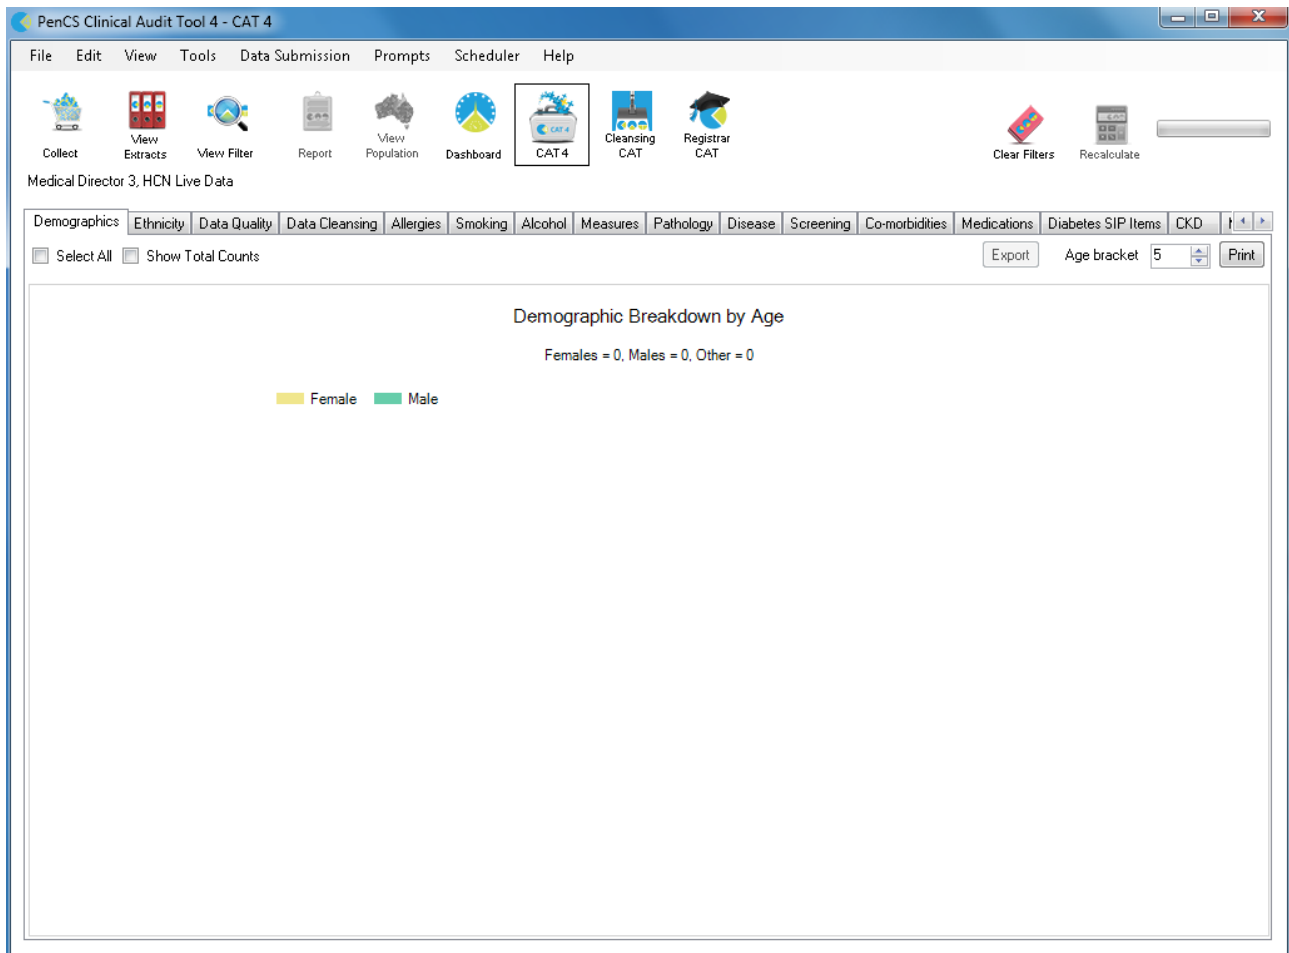 PenCS Clinical Audit Tool 4 - CAT 4
File Edit View Tools Data Submission Prompts Scheduler Help
Collect
View
Extracts
View Filter
Report
View
Population
Dashboard
CAT 4
CAT 4
Cleansing
CAT
Registrar
CAT
Clear Filters
Recalculate
Medical Director 3, HCN Live Data
Demographics Ethnicity Data Quality Data Cleansing Allergies Smoking Alcohol Measures Pathology Disease Screening Co-morbidities Medications Diabetes SIP Items CKD
Select All Show Total Counts Export Age bracket 5 Print
Demographic Breakdown by Age
Females = 0, Males = 0, Other = 0
Female Male